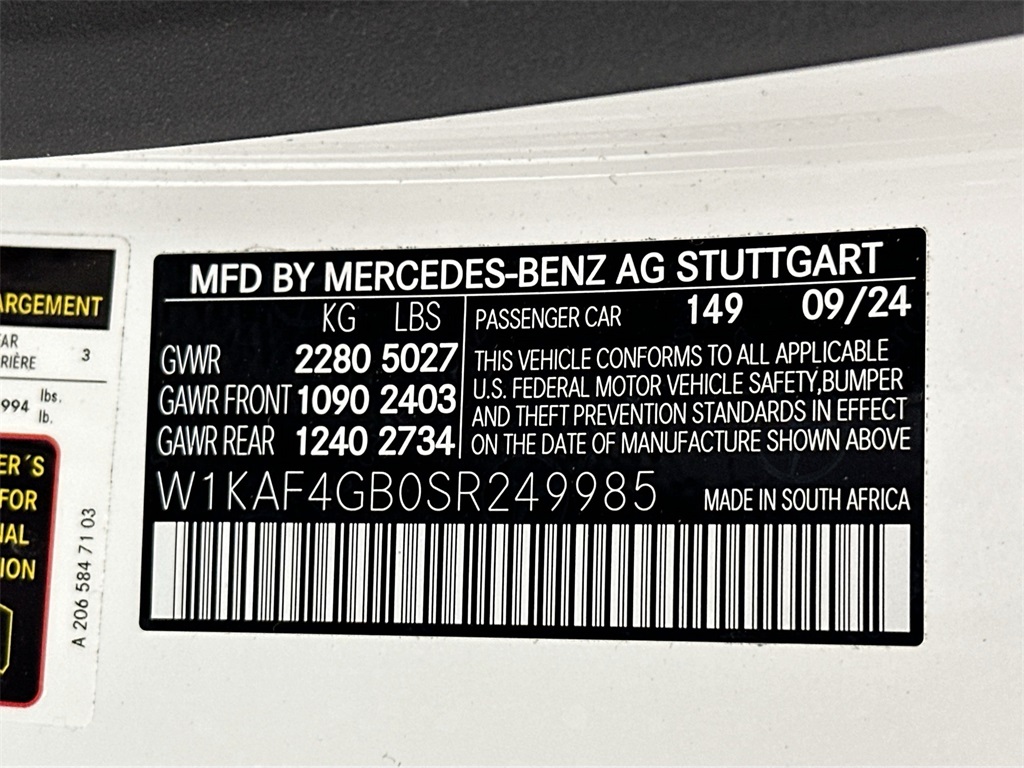 MFD BY MERCEDES-BENZ AG STUTTGART
KG LBS
GVWR 2280 5027
GAWR FRONT 1090 2403
GAWR REAR 1240 2734
PASSENGER CAR 149 09/24
THIS VEHICLE CONFORMS TO ALL APPLICABLE
U.S. FEDERAL MOTOR VEHICLE SAFETY,BUMPER
AND THEFT PREVENTION STANDARDS IN EFFECT
ON THE DATE OF MANUFACTURE SHOWN ABOVE
W1KAF4GB0SR249985 MADE IN SOUTH AFRICA
ARGEMENT
AR
RIÈRE 3
994 lbs.
lb.
ER´S
FOR
NAL
ION
A 206 584 71 03